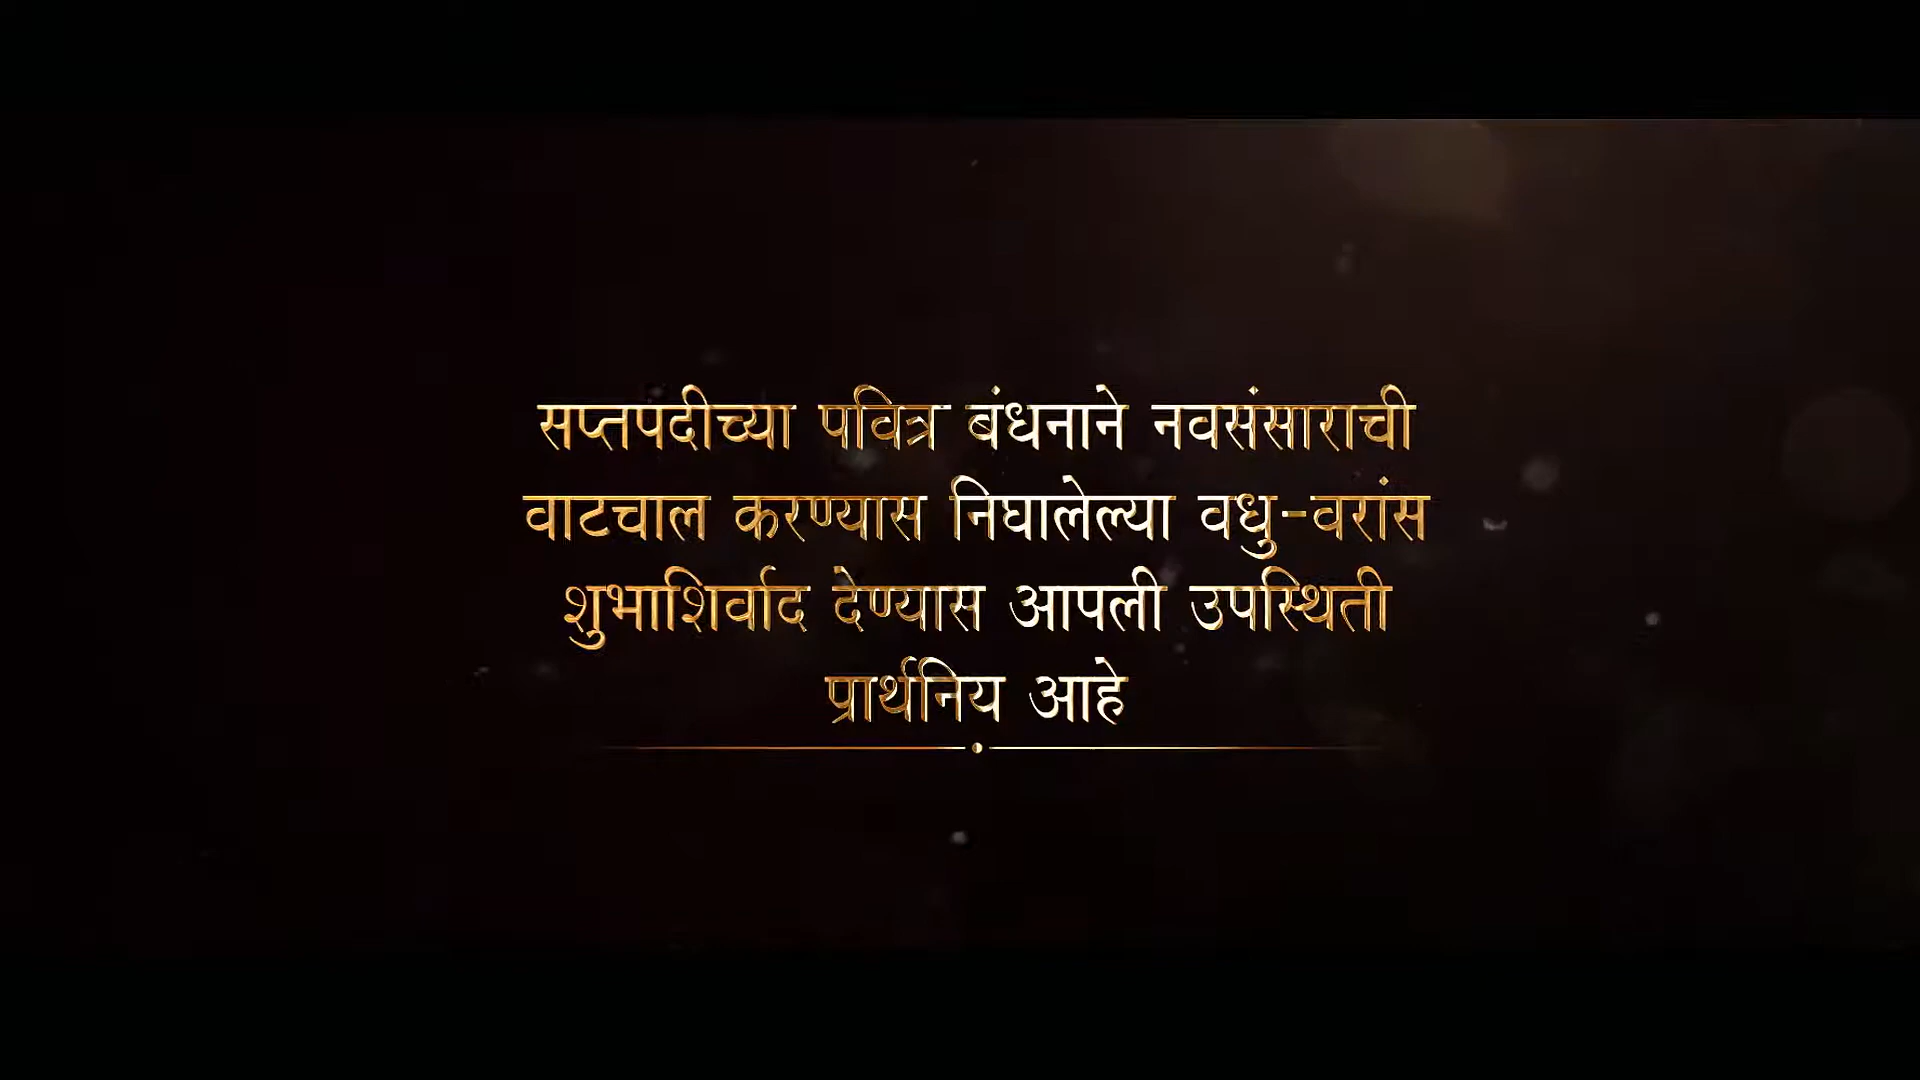 सप्तपदीच्या पवित्र बंधनाने नवसंसाराची
वाटचाल करण्यास निघालेल्या वधु-वरांस
शुभाशिर्वाद देण्यास आपली उपस्थिती
प्रार्थनिय आहे